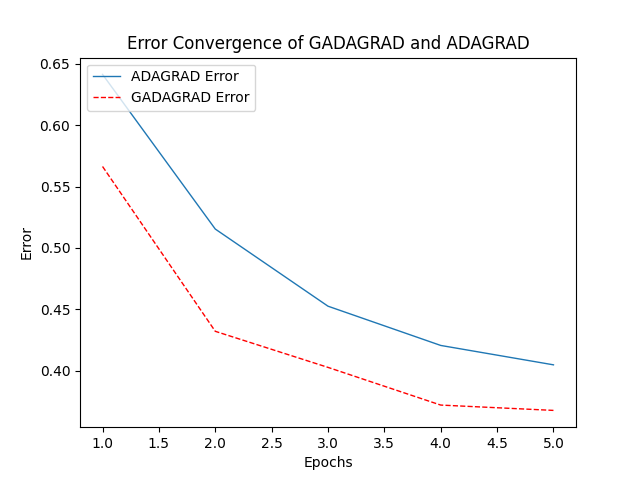 Error Convergence of GADAGRAD and ADAGRAD
ADAGRAD Error
GADAGRAD Error
0.65
0.60
0.55
0.50
0.45
0.40
Error
1.0 1.5 2.0 2.5 3.0 3.5 4.0 4.5 5.0
Epochs